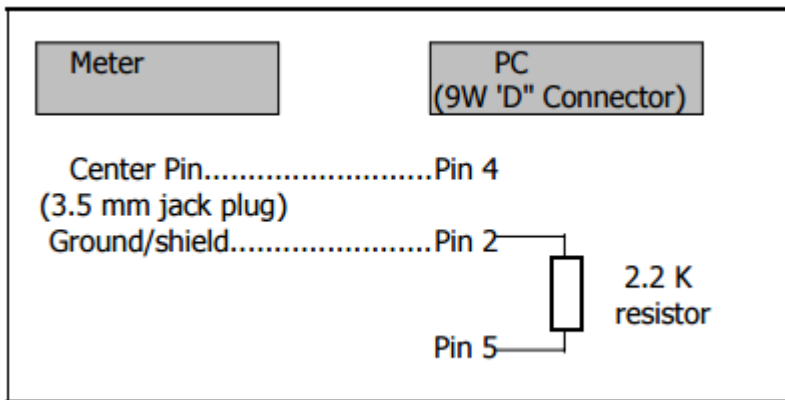 Meter
PC
(9W 'D" Connector)
Center Pin..........................Pin 4
(3.5 mm jack plug)
Ground/shield.......................Pin 2
2.2 K
resistor
Pin 5